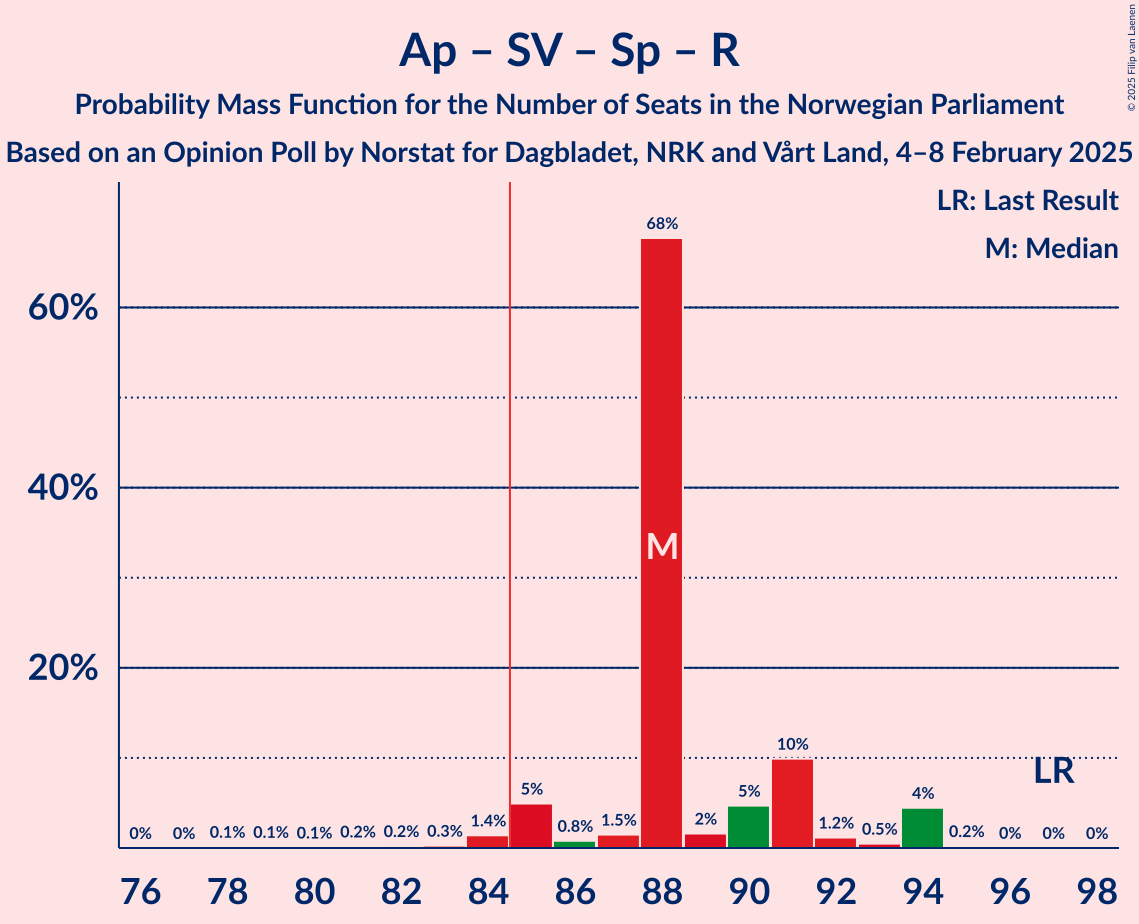 Ap – SV – Sp – R
Probability Mass Function for the Number of Seats in the Norwegian Parliament
Based on an Opinion Poll by Norstat for Dagbladet, NRK and Vårt Land, 4–8 February 2025
© 2025 Filip van Laenen
LR: Last Result
M: Median
60%
40%
20%
0% 0% 0.1% 0.1% 0.1% 0.2% 0.2% 0.3% 1.4% 5% 0.8% 1.5% 68% 2% 5% 10% 1.2% 0.5% 4% 0.2% 0% 0% 0%
M
LR
76 78 80 82 84 86 88 90 92 94 96 98